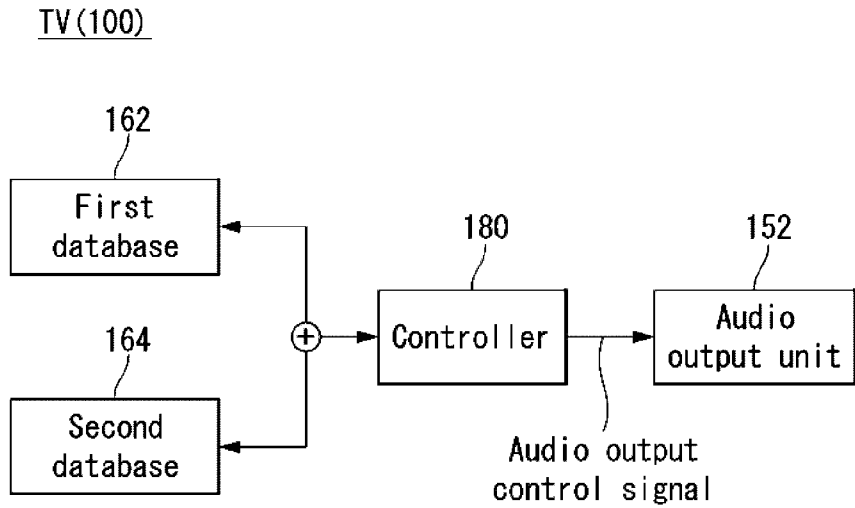 TV(100)
162
First
database
164
Second
database
180
Controller
152
Audio
output unit
Audio output
control signal